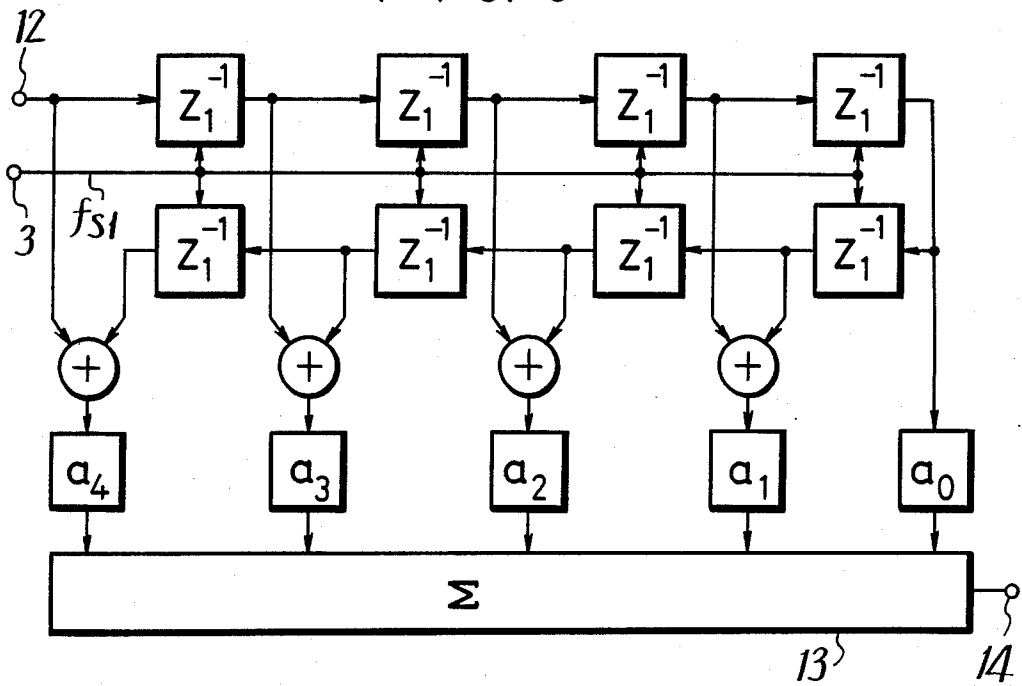 12
Z₁⁻¹ Z₁⁻¹ Z₁⁻¹ Z₁⁻¹
3
fs1
Z₁⁻¹ Z₁⁻¹ Z₁⁻¹ Z₁⁻¹
+ + + +
a₄ a₃ a₂ a₁ a₀
Σ
13
14